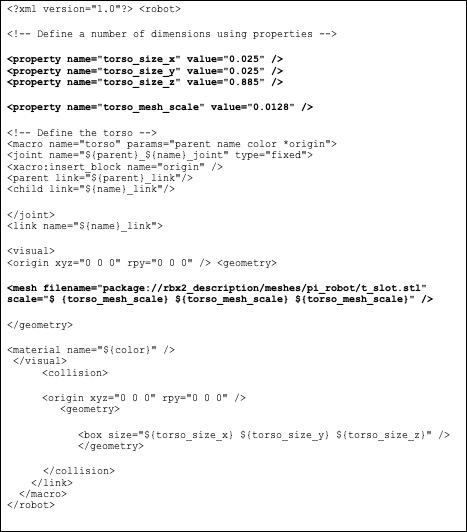 <?xml version="1.0"?> <robot>
<!-- Define a number of dimensions using properties -->
<property name="torso_size_x" value="0.025" />
<property name="torso_size_y" value="0.025" />
<property name="torso_size_z" value="0.885" />
<property name="torso_mesh_scale" value="0.0128" />
<!-- Define the torso -->
<macro name="torso" params="parent name color *origin">
<joint name="${parent}_${name}_joint" type="fixed">
<xacro:insert_block name="origin" />
<parent link="${parent}_link"/>
<child link="${name}_link"/>
</joint>
<link name="${name}_link">
<visual>
<origin xyz="0 0 0" rpy="0 0 0" /> <geometry>
<mesh filename="package://rbx2_description/meshes/pi_robot/t_slot.stl"
scale="$ {torso_mesh_scale} ${torso_mesh_scale} ${torso_mesh_scale}" />
</geometry>
<material name="${color}" />
</visual>
<collision>
<origin xyz="0 0 0" rpy="0 0 0" />
<geometry>
<box size="${torso_size_x} ${torso_size_y} ${torso_size_z}" />
</geometry>
</collision>
</link>
</macro>
</robot>